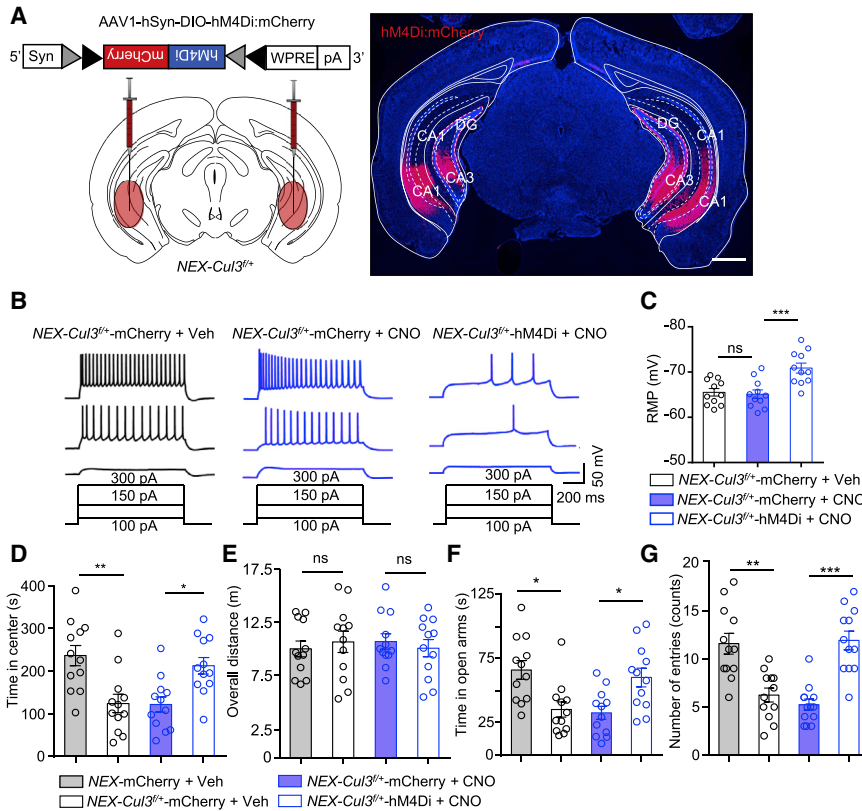 A
AAV1-hSyn-DIO-hM4Di:mCherry
5' Syn mCherry hM4Di WPRE pA 3'
NEX-Cul3f/+
hM4Di:mCherry
DG DG
CA1 CA1
CA3 CA3
CA1 CA1
B
NEX-Cul3f/+-mCherry + Veh NEX-Cul3f/+-mCherry + CNO NEX-Cul3f/+-hM4Di + CNO
300 pA 300 pA 300 pA
150 pA 150 pA 150 pA
100 pA 100 pA 100 pA
50 mV
200 ms
C
RMP (mV)
-80
-70
-60
-50
ns ***
NEX-Cul3f/+-mCherry + Veh
NEX-Cul3f/+-mCherry + CNO
NEX-Cul3f/+-hM4Di + CNO
D
Time in center (s)
400
300
200
100
0
** *
E
Overall distance (m)
17.5
12.5
7.5
2.5
0
ns ns
F
Time in open arms (s)
125
75
25
0
* *
G
Number of entries (counts)
20
15
10
5
0
** ***
NEX-mCherry + Veh NEX-Cul3f/+-mCherry + CNO
NEX-Cul3f/+-mCherry + Veh NEX-Cul3f/+-hM4Di + CNO